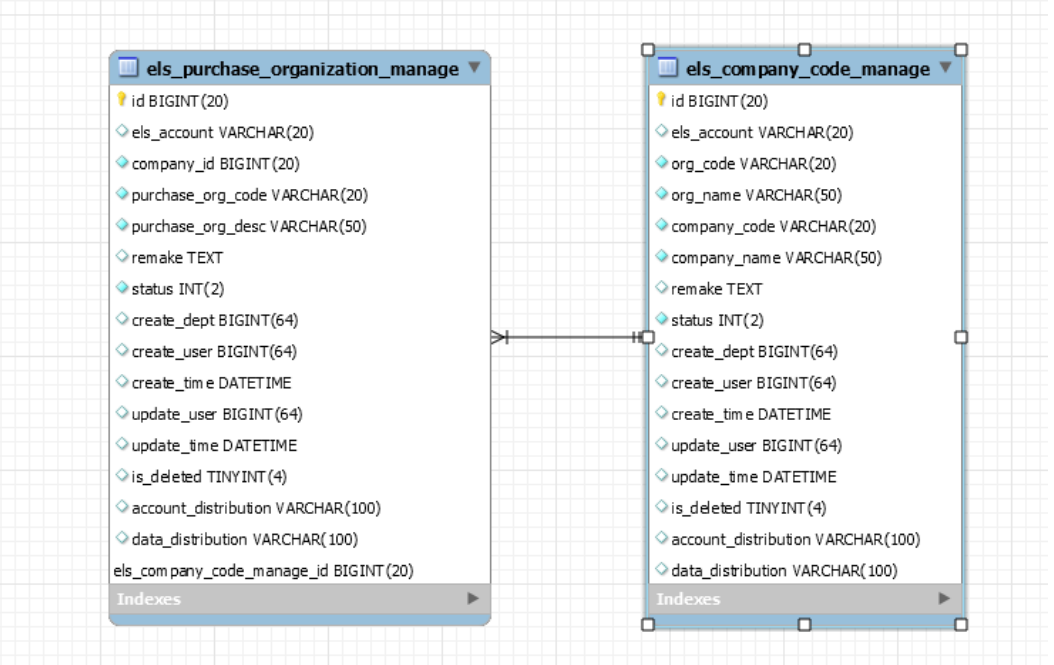 els_purchase_organization_manage
id BIGINT(20)
els_account VARCHAR(20)
company_id BIGINT(20)
purchase_org_code VARCHAR(20)
purchase_org_desc VARCHAR(50)
remake TEXT
status INT(2)
create_dept BIGINT(64)
create_user BIGINT(64)
create_time DATETIME
update_user BIGINT(64)
update_time DATETIME
is_deleted TINYINT(4)
account_distribution VARCHAR(100)
data_distribution VARCHAR(100)
els_company_code_manage_id BIGINT(20)
Indexes
els_company_code_manage
id BIGINT(20)
els_account VARCHAR(20)
org_code VARCHAR(20)
org_name VARCHAR(50)
company_code VARCHAR(20)
company_name VARCHAR(50)
remake TEXT
status INT(2)
create_dept BIGINT(64)
create_user BIGINT(64)
create_time DATETIME
update_user BIGINT(64)
update_time DATETIME
is_deleted TINYINT(4)
account_distribution VARCHAR(100)
data_distribution VARCHAR(100)
Indexes